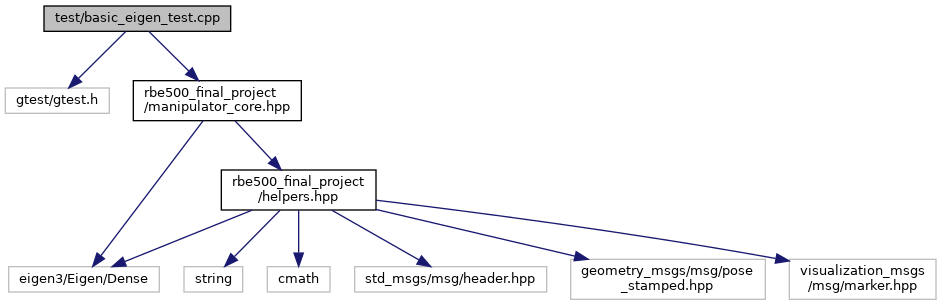 test/basic_eigen_test.cpp
gtest/gtest.h
rbe500_final_project
/manipulator_core.hpp
rbe500_final_project
/helpers.hpp
eigen3/Eigen/Dense
string
cmath
std_msgs/msg/header.hpp
geometry_msgs/msg/pose
_stamped.hpp
visualization_msgs
/msg/marker.hpp